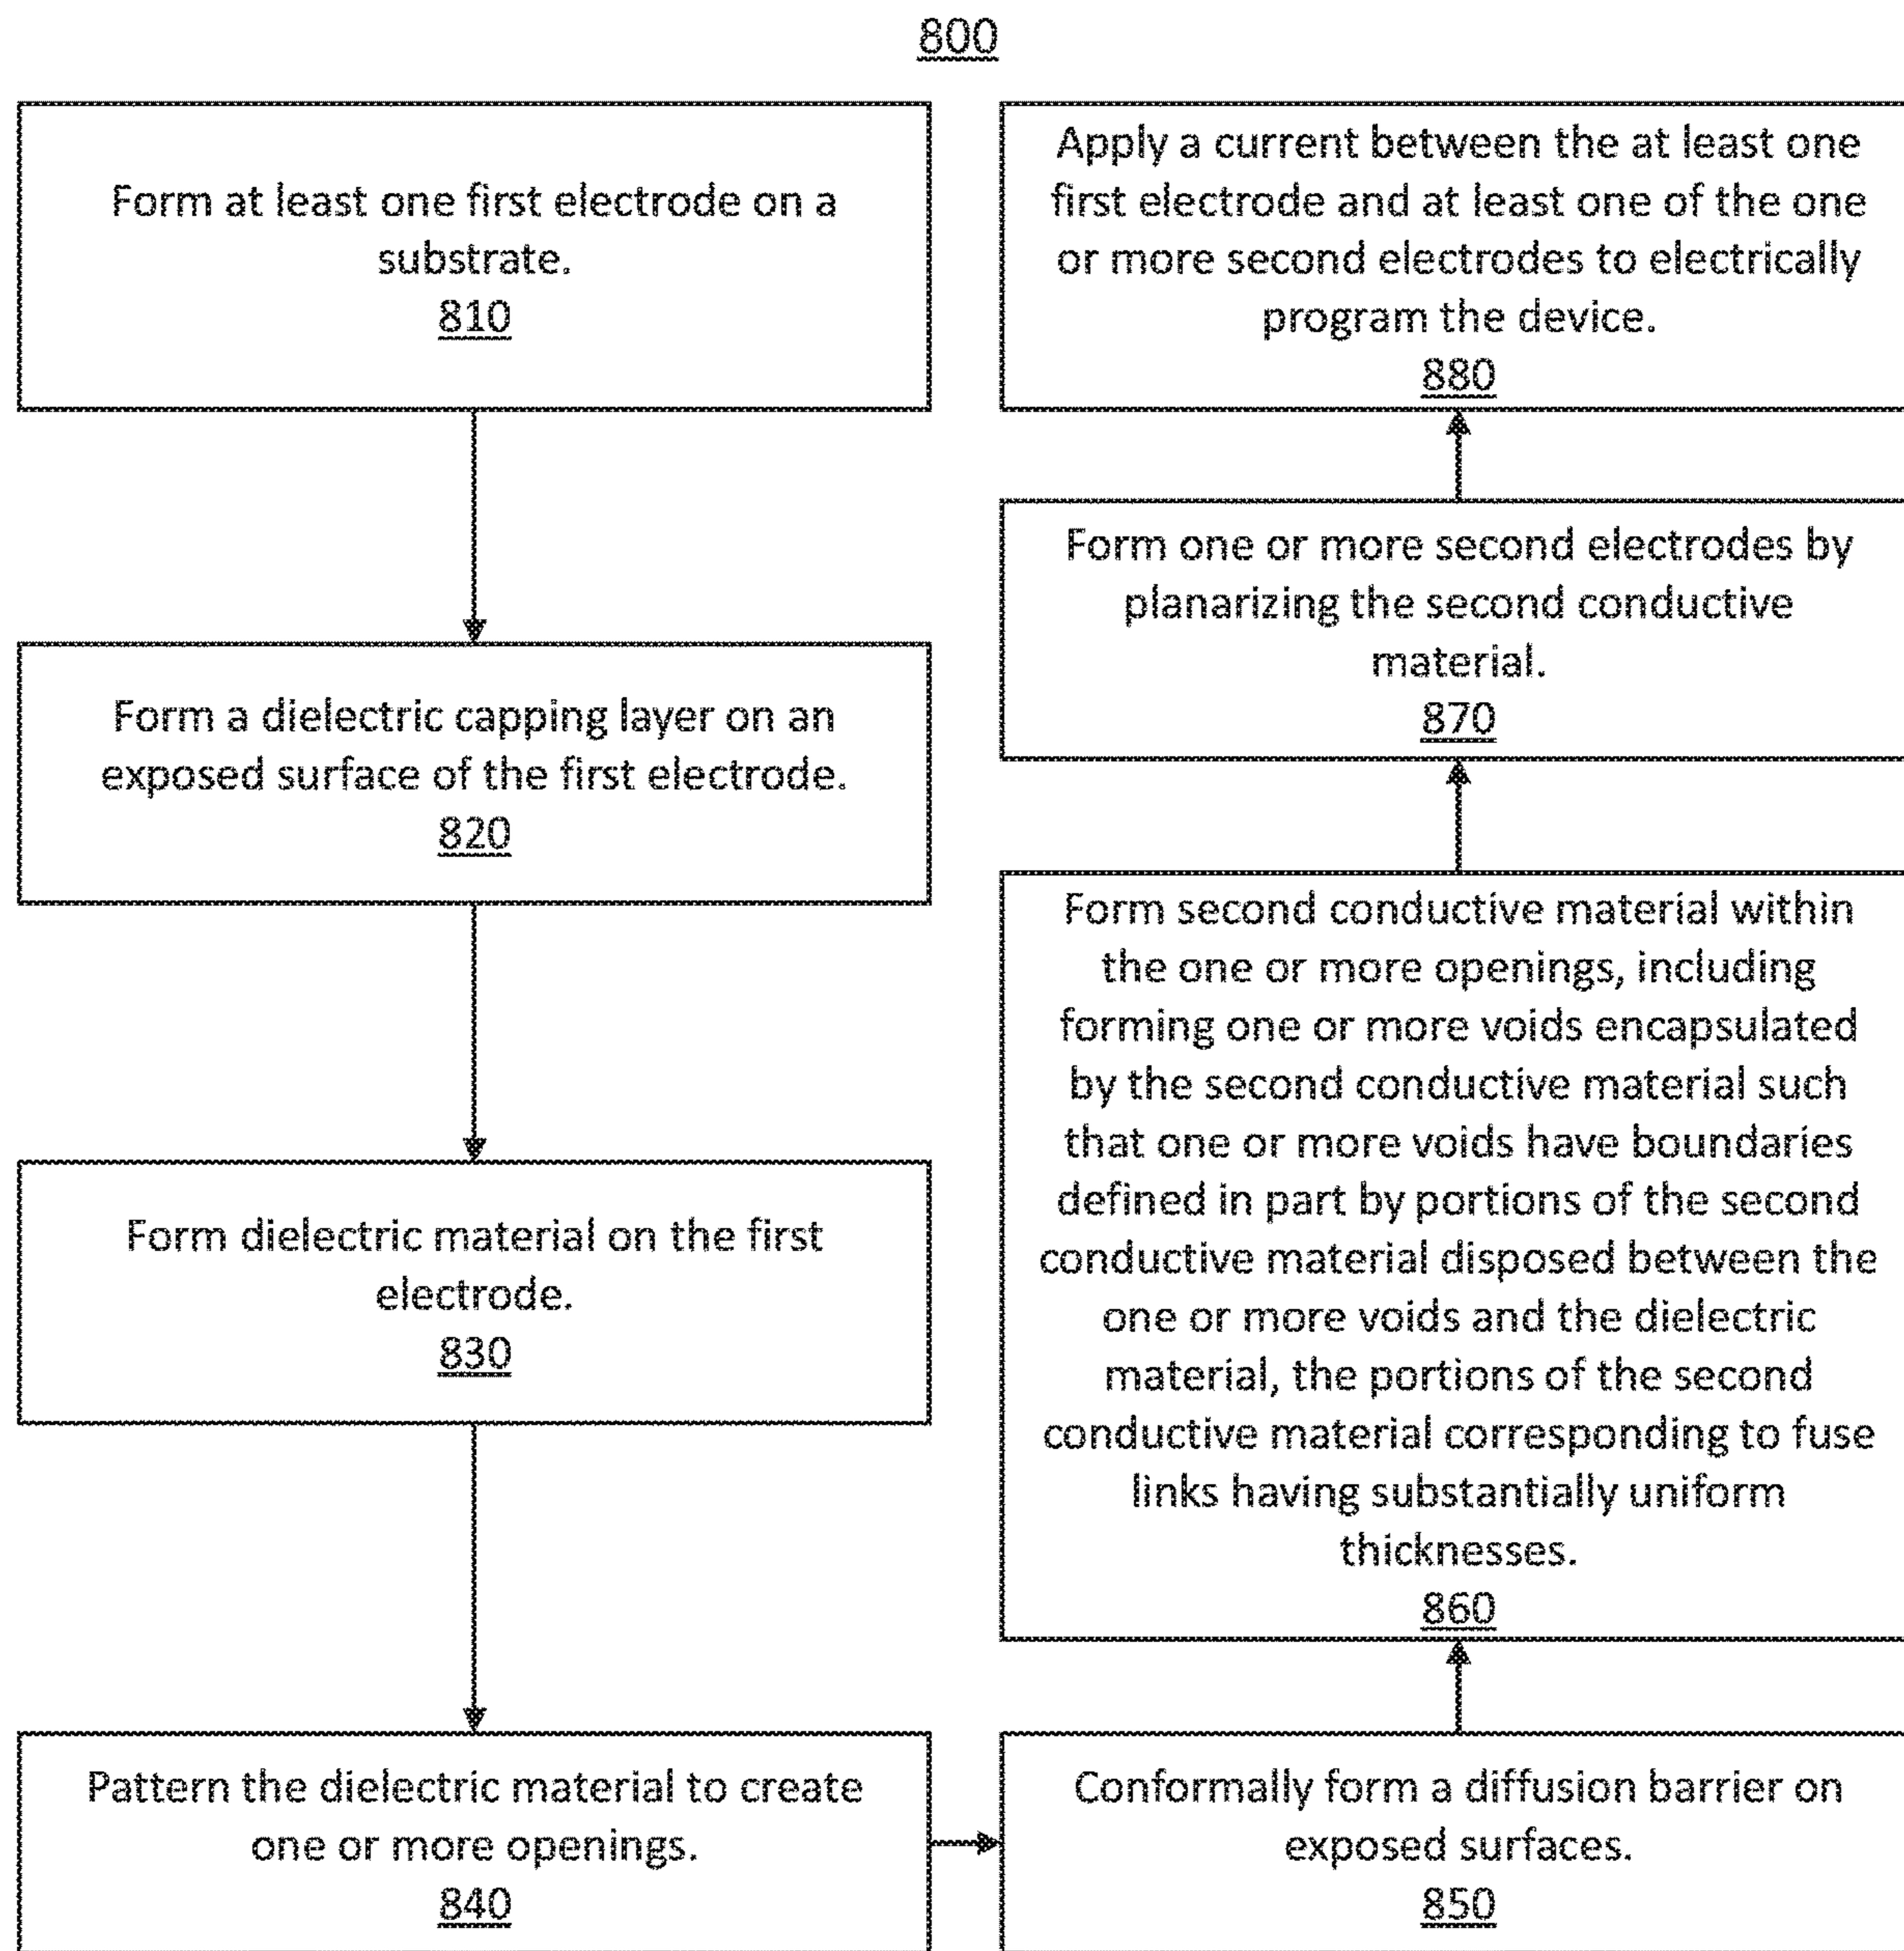 800
Form at least one first electrode on a
substrate.
810
Form a dielectric capping layer on an
exposed surface of the first electrode.
820
Form dielectric material on the first
electrode.
830
Pattern the dielectric material to create
one or more openings.
840
Conformally form a diffusion barrier on
exposed surfaces.
850
Form second conductive material within
the one or more openings, including
forming one or more voids encapsulated
by the second conductive material such
that one or more voids have boundaries
defined in part by portions of the second
conductive material disposed between the
one or more voids and the dielectric
material, the portions of the second
conductive material corresponding to fuse
links having substantially uniform
thicknesses.
860
Form one or more second electrodes by
planarizing the second conductive
material.
870
Apply a current between the at least one
first electrode and at least one of the one
or more second electrodes to electrically
program the device.
880